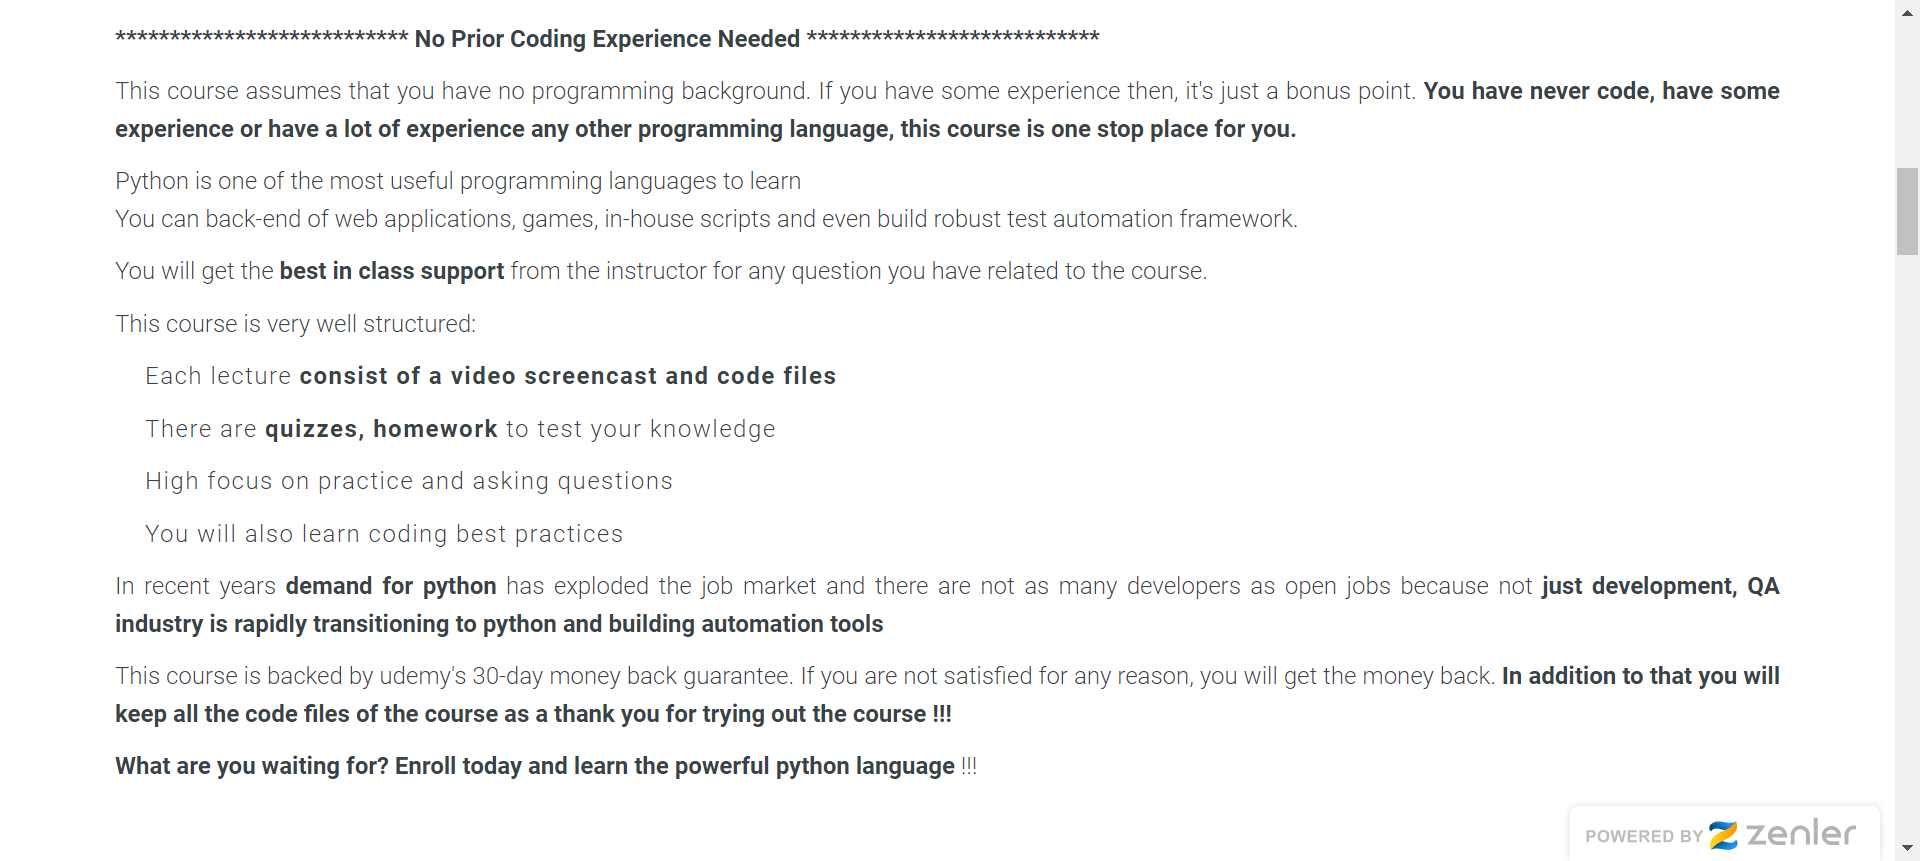 *************************** No Prior Coding Experience Needed ***************************
This course assumes that you have no programming background. If you have some experience then, it's just a bonus point. You have never code, have some
experience or have a lot of experience any other programming language, this course is one stop place for you.
Python is one of the most useful programming languages to learn
You can back-end of web applications, games, in-house scripts and even build robust test automation framework.
You will get the best in class support from the instructor for any question you have related to the course.
This course is very well structured:
Each lecture consist of a video screencast and code files
There are quizzes, homework to test your knowledge
High focus on practice and asking questions
You will also learn coding best practices
In recent years demand for python has exploded the job market and there are not as many developers as open jobs because not just development, QA
industry is rapidly transitioning to python and building automation tools
This course is backed by udemy's 30-day money back guarantee. If you are not satisfied for any reason, you will get the money back. In addition to that you will
keep all the code files of the course as a thank you for trying out the course !!!
What are you waiting for? Enroll today and learn the powerful python language !!!
POWERED BY zenler